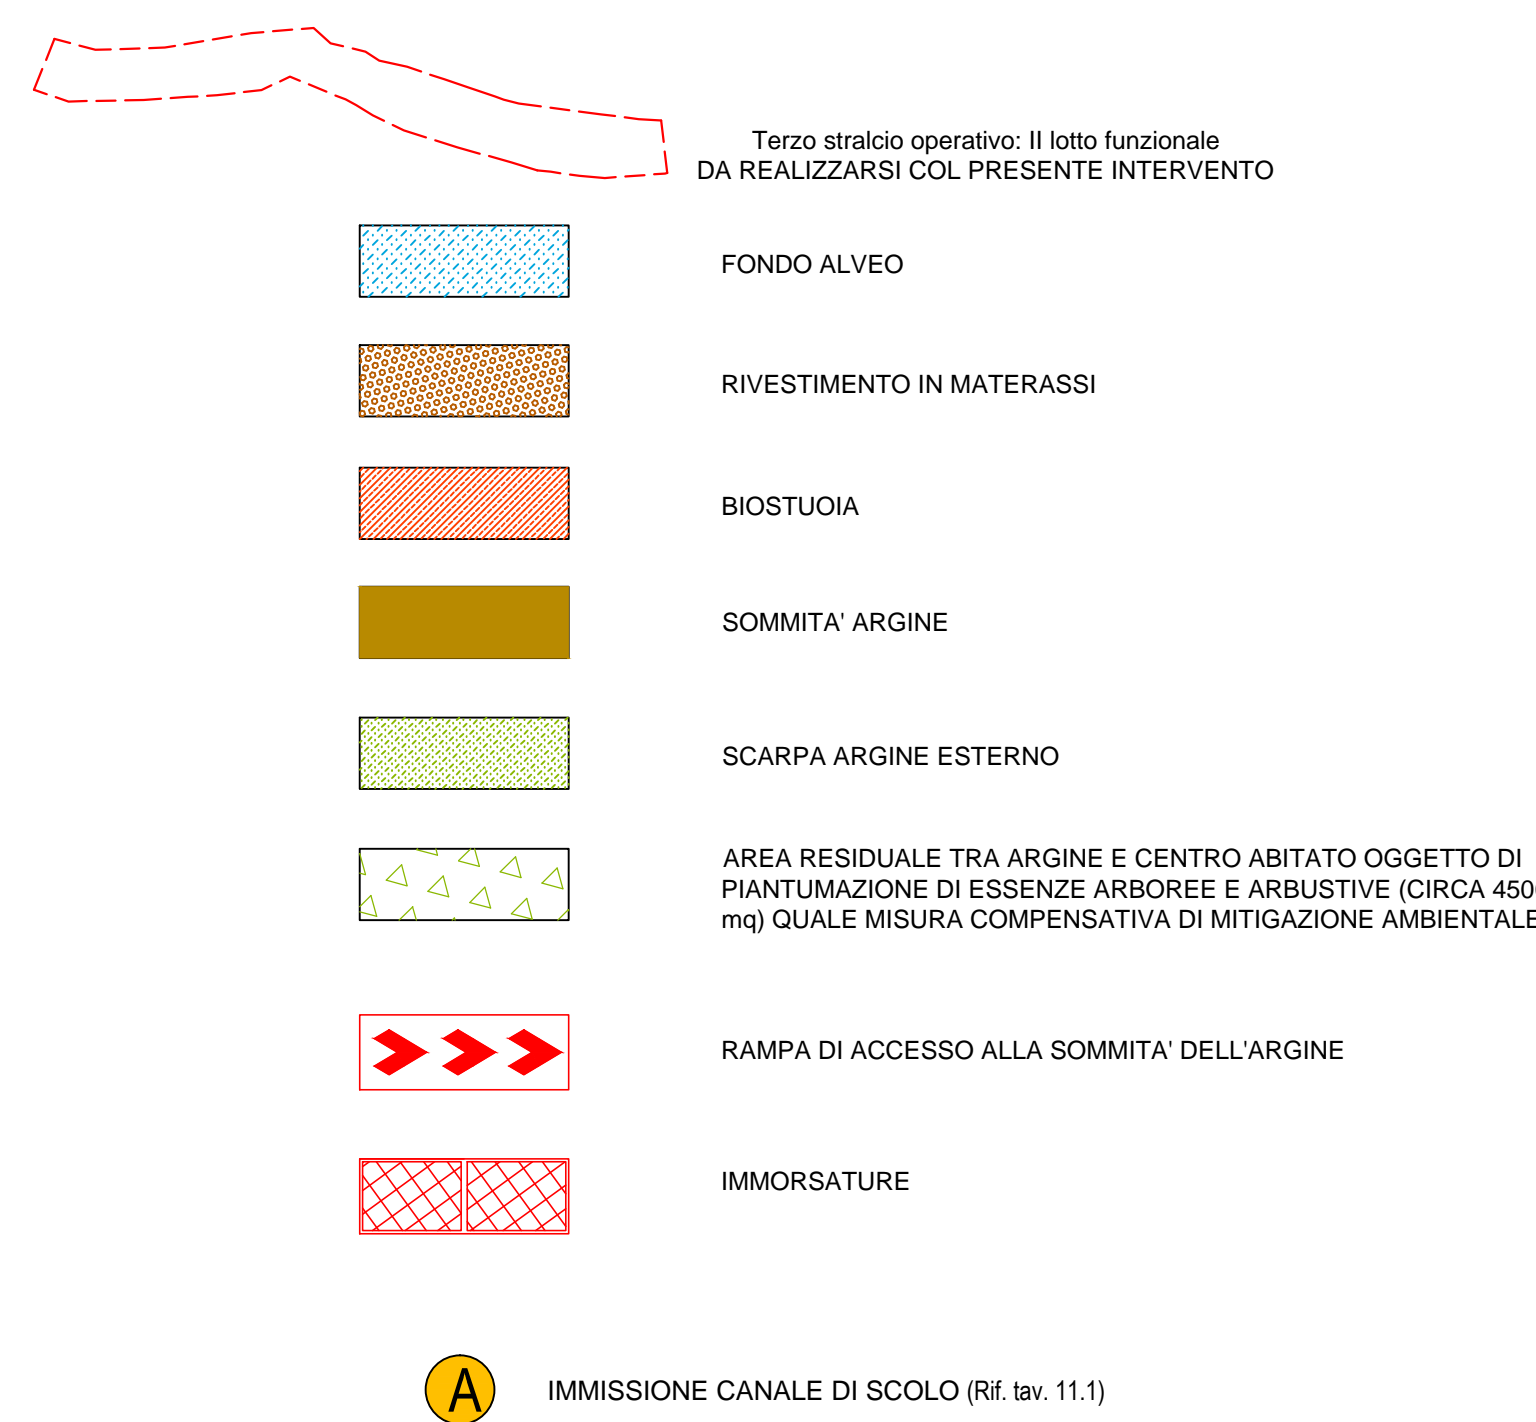 Terzo stralcio operativo: II lotto funzionale
DA REALIZZARSI COL PRESENTE INTERVENTO
FONDO ALVEO
RIVESTIMENTO IN MATERASSI
BIOSTUOIA
SOMMITA' ARGINE
SCARPA ARGINE ESTERNO
AREA RESIDUALE TRA ARGINE E CENTRO ABITATO OGGETTO DI
PIANTUMAZIONE DI ESSENZE ARBOREE E ARBUSTIVE (CIRCA 4500
mq) QUALE MISURA COMPENSATIVA DI MITIGAZIONE AMBIENTALE
RAMPA DI ACCESSO ALLA SOMMITA' DELL'ARGINE
IMMORSATURE
A IMMISSIONE CANALE DI SCOLO (Rif. tav. 11.1)